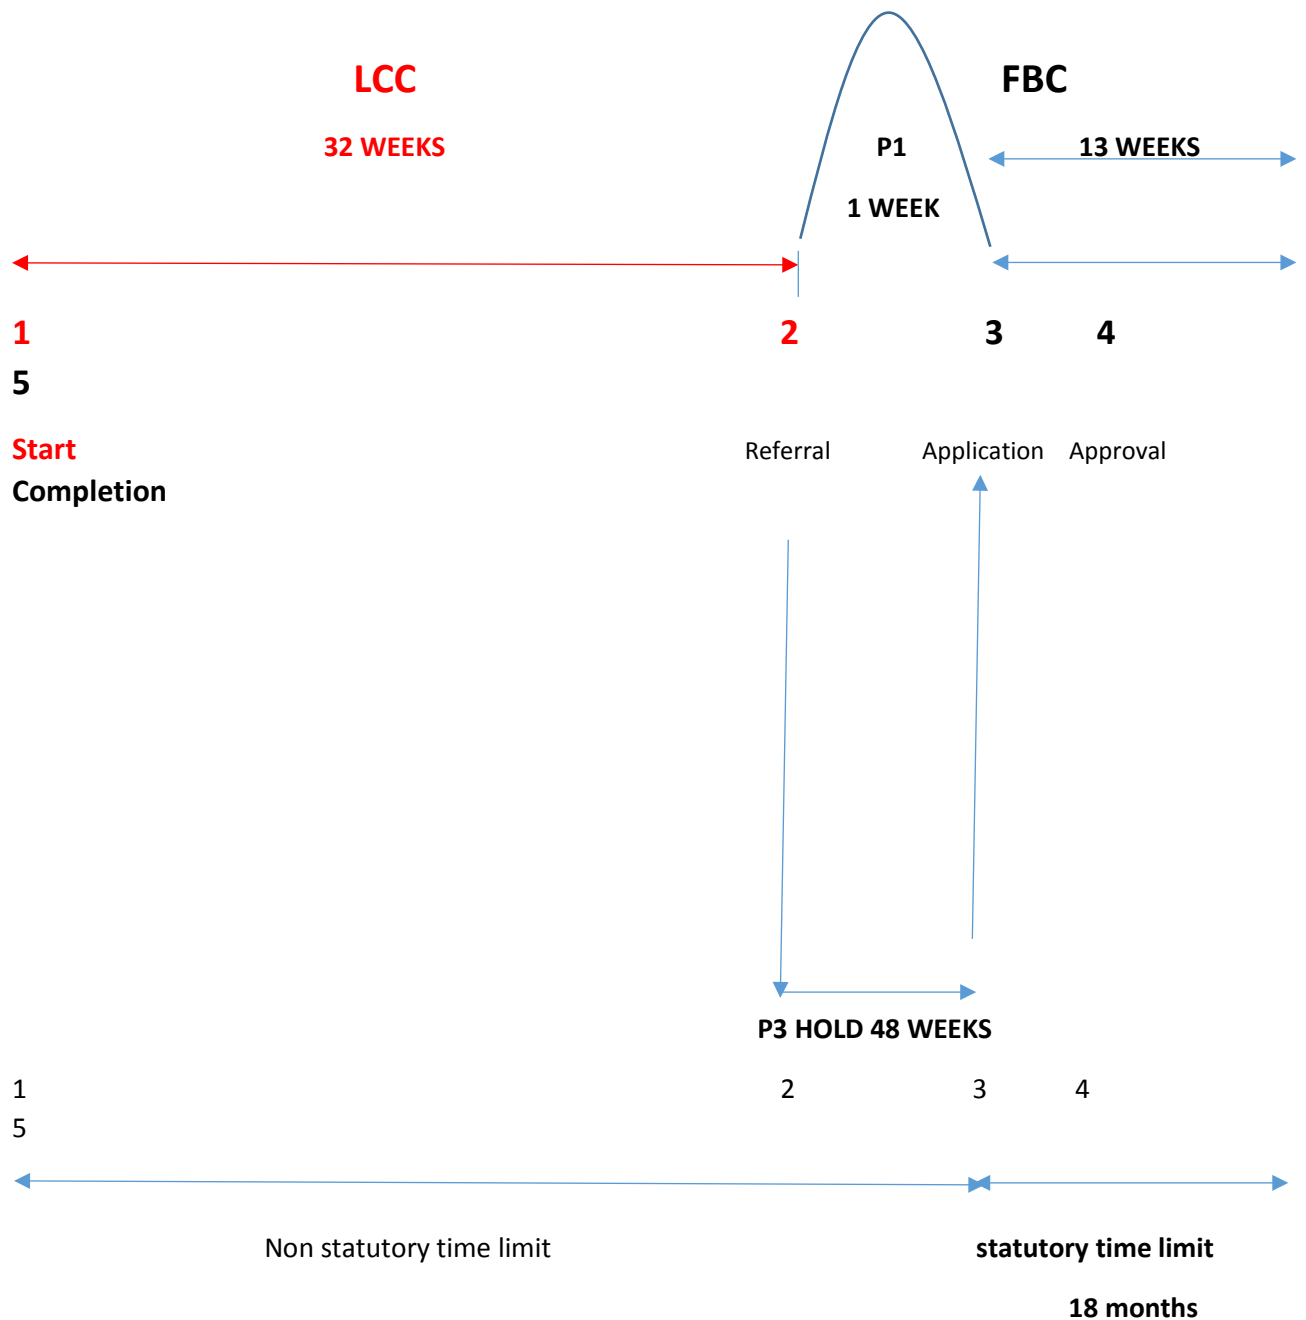 LCC FBC
32 WEEKS P1 13 WEEKS
1 WEEK
1 2 3 4
5
Start Referral Application Approval
Completion
P3 HOLD 48 WEEKS
1 2 3 4
5
Non statutory time limit statutory time limit
18 months